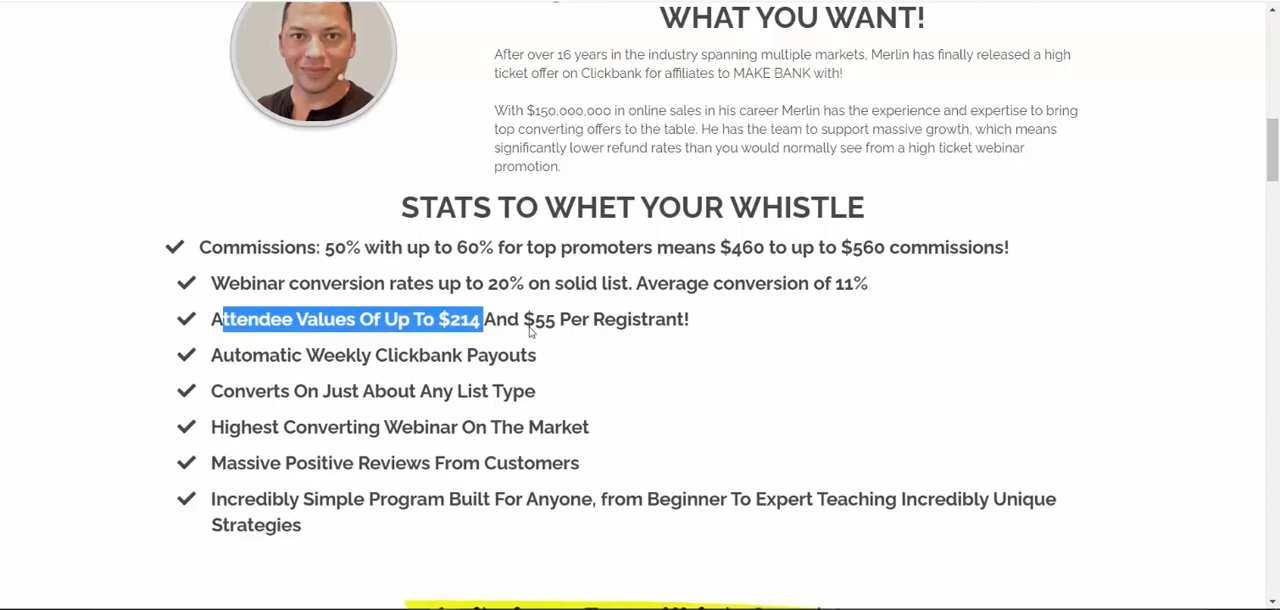 WHAT YOU WANT!
After over 16 years in the industry spanning multiple markets, Merlin has finally released a high
ticket offer on Clickbank for affiliates to MAKE BANK with!
With $150,000,000 in online sales in his career Merlin has the experience and expertise to bring
top converting offers to the table. He has the team to support massive growth, which means
significantly lower refund rates than you would normally see from a high ticket webinar
promotion.
STATS TO WHET YOUR WHISTLE
Commissions: 50% with up to 60% for top promoters means $460 to up to $560 commissions!
Webinar conversion rates up to 20% on solid list. Average conversion of 11%
Attendee Values Of Up To $214 And $55 Per Registrant!
Automatic Weekly Clickbank Payouts
Converts On Just About Any List Type
Highest Converting Webinar On The Market
Massive Positive Reviews From Customers
Incredibly Simple Program Built For Anyone, from Beginner To Expert Teaching Incredibly Unique
Strategies